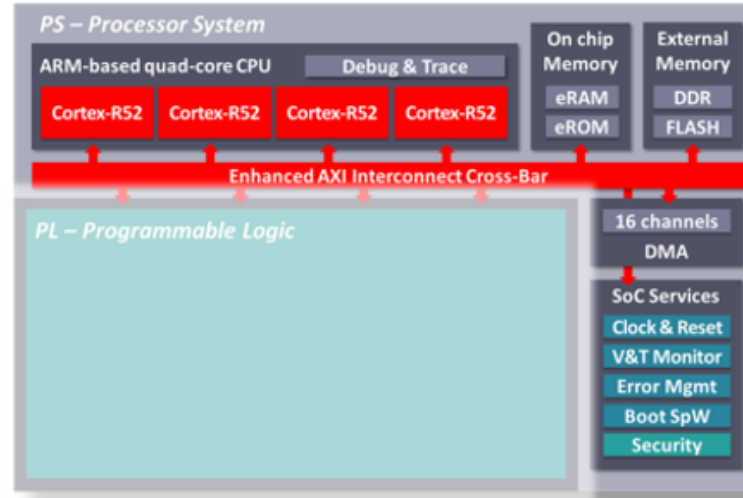 PS – Processor System
ARM-based quad-core CPU
Debug & Trace
Cortex-R52
Cortex-R52
Cortex-R52
Cortex-R52
On chip
Memory
eRAM
eROM
External
Memory
DDR
FLASH
Enhanced AXI Interconnect Cross-Bar
PL – Programmable Logic
16 channels
DMA
SoC Services
Clock & Reset
V&T Monitor
Error Mgmt
Boot SpW
Security